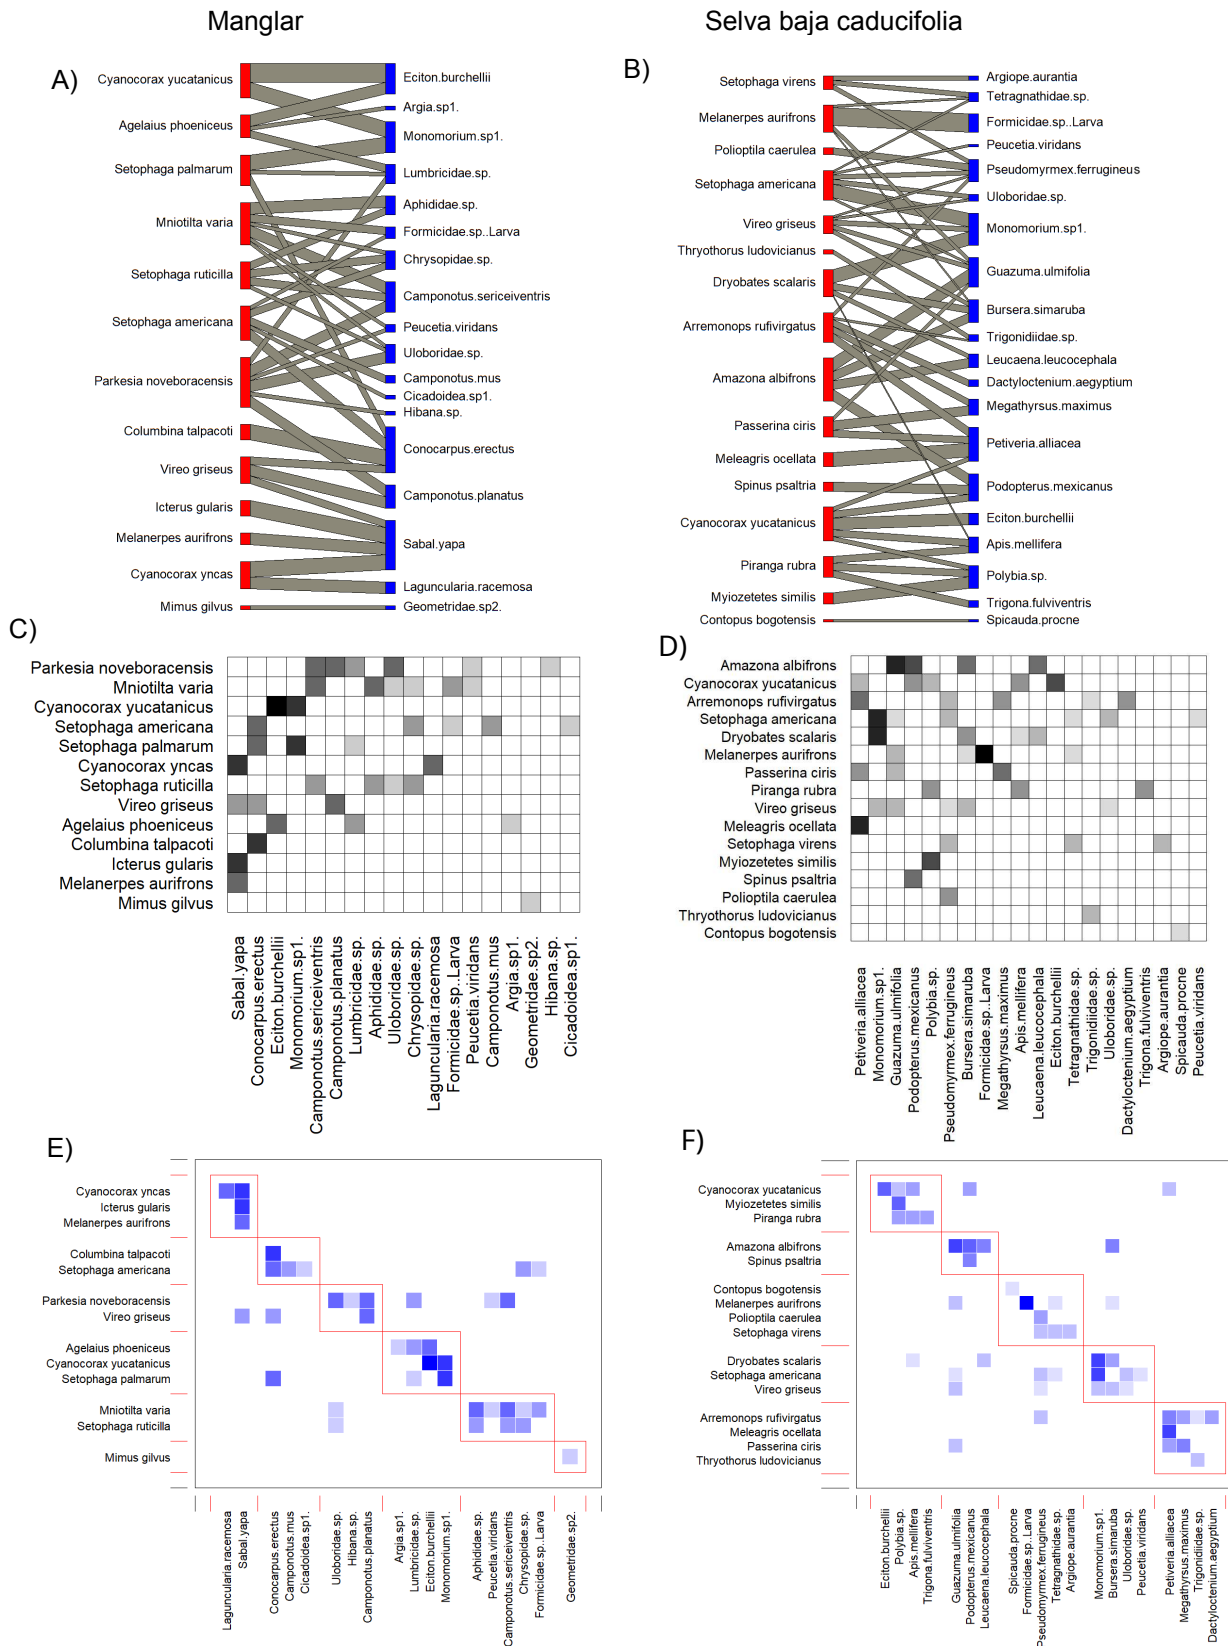 Manglar
Selva baja caducifolia
A)
Cyanocorax yucatanicus
Agelaius phoeniceus
Setophaga palmarum
Mniotilta varia
Setophaga ruticilla
Setophaga americana
Parkesia noveboracensis
Columbina talpacoti
Vireo griseus
Icterus gularis
Melanerpes aurifrons
Cyanocorax yncas
Mimus gilvus
Eciton.burchellii
Argia.sp1.
Monomorium.sp1.
Lumbricidae.sp.
Aphididae.sp.
Formicidae.sp..Larva
Chrysopidae.sp.
Camponotus.sericeiventris
Peucetia.viridans
Uloboridae.sp.
Camponotus.mus
Cicadoidea.sp1.
Hibana.sp.
Conocarpus.erectus
Camponotus.planatus
Sabal.yapa
Laguncularia.racemosa
Geometridae.sp2.
B)
Setophaga virens
Melanerpes aurifrons
Polioptila caerulea
Setophaga americana
Vireo griseus
Thryothorus ludovicianus
Dryobates scalaris
Arremonops rufivirgatus
Amazona albifrons
Passerina ciris
Meleagris ocellata
Spinus psaltria
Cyanocorax yucatanicus
Piranga rubra
Myiozetetes similis
Contopus bogotensis
Argiope.aurantia
Tetragnathidae.sp.
Formicidae.sp..Larva
Peucetia.viridans
Pseudomyrmex.ferrugineus
Uloboridae.sp.
Monomorium.sp1.
Guazuma.ulmifolia
Bursera.simaruba
Trigonidiidae.sp.
Leucaena.leucocephala
Dactyloctenium.aegyptium
Megathyrsus.maximus
Petiveria.alliacea
Podopterus.mexicanus
Eciton.burchellii
Apis.mellifera
Polybia.sp.
Trigona.fulviventris
Spicauda.procne
C)
Parkesia noveboracensis
Mniotilta varia
Cyanocorax yucatanicus
Setophaga americana
Setophaga palmarum
Cyanocorax yncas
Setophaga ruticilla
Vireo griseus
Agelaius phoeniceus
Columbina talpacoti
Icterus gularis
Melanerpes aurifrons
Mimus gilvus
Sabal.yapa
Conocarpus.erectus
Eciton.burchellii
Monomorium.sp1.
Camponotus.sericeiventris
Camponotus.planatus
Lumbricidae.sp.
Aphididae.sp.
Uloboridae.sp.
Chrysopidae.sp.
Laguncularia.racemosa
Formicidae.sp..Larva
Peucetia.viridans
Camponotus.mus
Argia.sp1.
Geometridae.sp2.
Hibana.sp.
Cicadoidea.sp1.
D)
Amazona albifrons
Cyanocorax yucatanicus
Arremonops rufivirgatus
Setophaga americana
Dryobates scalaris
Melanerpes aurifrons
Passerina ciris
Piranga rubra
Vireo griseus
Meleagris ocellata
Setophaga virens
Myiozetetes similis
Spinus psaltria
Polioptila caerulea
Thryothorus ludovicianus
Contopus bogotensis
Petiveria.alliacea
Monomorium.sp1.
Guazuma.ulmifolia
Podopterus.mexicanus
Polybia.sp.
Pseudomyrmex.ferrugineus
Bursera.simaruba
Formicidae.sp..Larva
Megathyrsus.maximus
Apis.mellifera
Leucaena.leucocephala
Eciton.burchellii
Tetragnathidae.sp.
Trigonidiidae.sp.
Uloboridae.sp.
Dactyloctenium.aegyptium
Trigona.fulviventris
Argiope.aurantia
Spicauda.procne
Peucetia.viridans
E)
Cyanocorax yncas
Icterus gularis
Melanerpes aurifrons
Columbina talpacoti
Setophaga americana
Parkesia noveboracensis
Vireo griseus
Agelaius phoeniceus
Cyanocorax yucatanicus
Setophaga palmarum
Mniotilta varia
Setophaga ruticilla
Mimus gilvus
Laguncularia.racemosa
Sabal.yapa
Conocarpus.erectus
Camponotus.mus
Cicadoidea.sp1.
Uloboridae.sp.
Hibana.sp.
Camponotus.planatus
Argia.sp1.
Lumbricidae.sp.
Eciton.burchellii
Monomorium.sp1.
Aphididae.sp.
Peucetia.viridans
Camponotus.sericeiventris
Chrysopidae.sp.
Formicidae.sp..Larva
Geometridae.sp2.
F)
Cyanocorax yucatanicus
Myiozetetes similis
Piranga rubra
Amazona albifrons
Spinus psaltria
Contopus bogotensis
Melanerpes aurifrons
Polioptila caerulea
Setophaga virens
Dryobates scalaris
Setophaga americana
Vireo griseus
Arremonops rufivirgatus
Meleagris ocellata
Passerina ciris
Thryothorus ludovicianus
Eciton.burchellii
Polybia.sp.
Apis.mellifera
Trigona.fulviventris
Guazuma.ulmifolia
Podopterus.mexicanus
Leucaena.leucocephala
Spicauda.procne
Formicidae.sp..Larva
Pseudomyrmex.ferrugineus
Tetragnathidae.sp.
Argiope.aurantia
Monomorium.sp1.
Bursera.simaruba
Uloboridae.sp.
Peucetia.viridans
Petiveria.alliacea
Megathyrsus.maximus
Trigonidiidae.sp.
Dactyloctenium.aegyptium